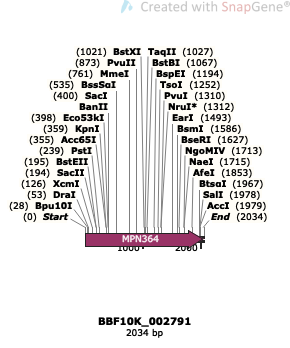 Created with SnapGene®
(1021) BstXI TaqII (1027)
(873) PvuII BstBI (1067)
(761) MmeI BspEI (1194)
(535) BssSαI TsoI (1252)
(400) SacI PvuI (1310)
BanII NruI* (1312)
(398) Eco53kI EarI (1493)
(359) KpnI BsmI (1586)
(355) Acc65I BseRI (1627)
(239) PstI NgoMIV (1713)
(195) BstEII NaeI (1715)
(194) SacII AfeI (1853)
(126) XcmI BtsαI (1967)
(53) DraI SalI (1978)
(28) Bpu10I AccI (1979)
(0) Start End (2034)
MPN364
1000 2000
BBF10K_002791
2034 bp